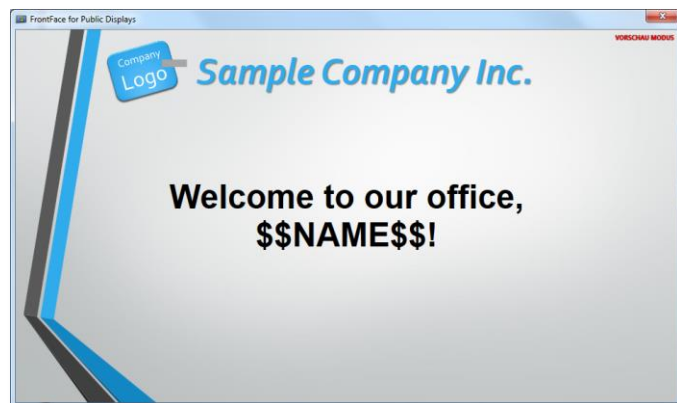 FrontFace for Public Displays
VORSCHAU MODUS
Company
Logo
Sample Company Inc.
Welcome to our office,
$$NAME$$!